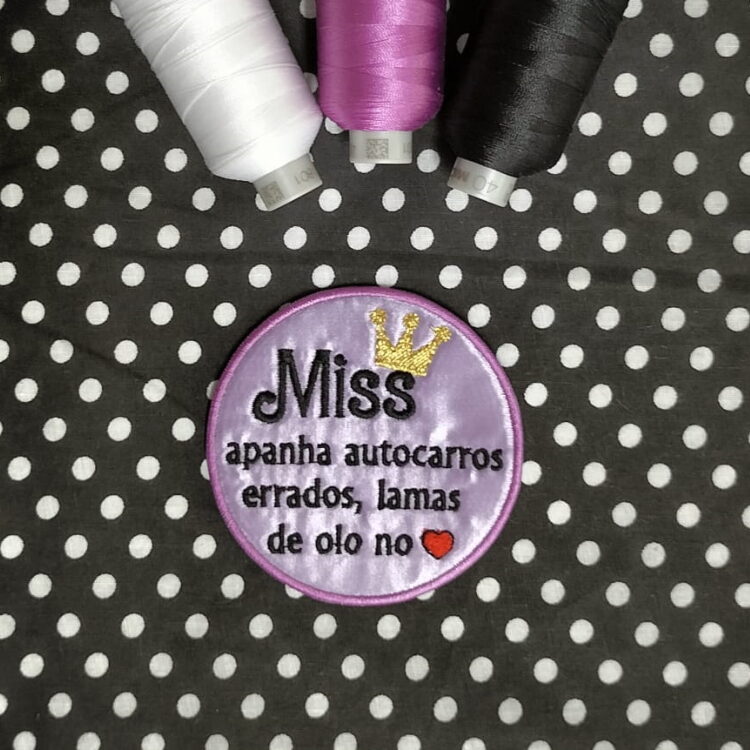 Miss
apanha autocarros
errados, lamas
de olo no